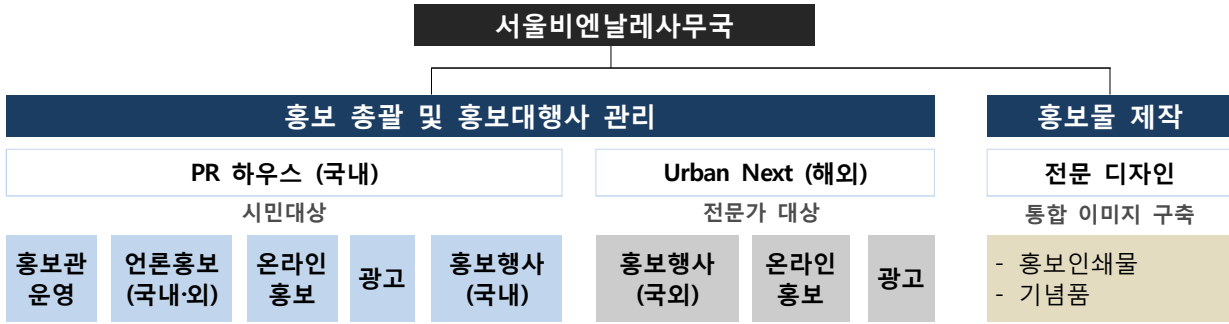 서울비엔날레사무국
홍보 총괄 및 홍보대행사 관리
홍보물 제작
PR 하우스 (국내)
Urban Next (해외)
전문 디자인
시민대상
전문가 대상
통합 이미지 구축
홍보관
운영
언론홍보
(국내·외)
온라인
홍보
광고
홍보행사
(국내)
홍보행사
(국외)
온라인
홍보
광고
- 홍보인쇄물
- 기념품